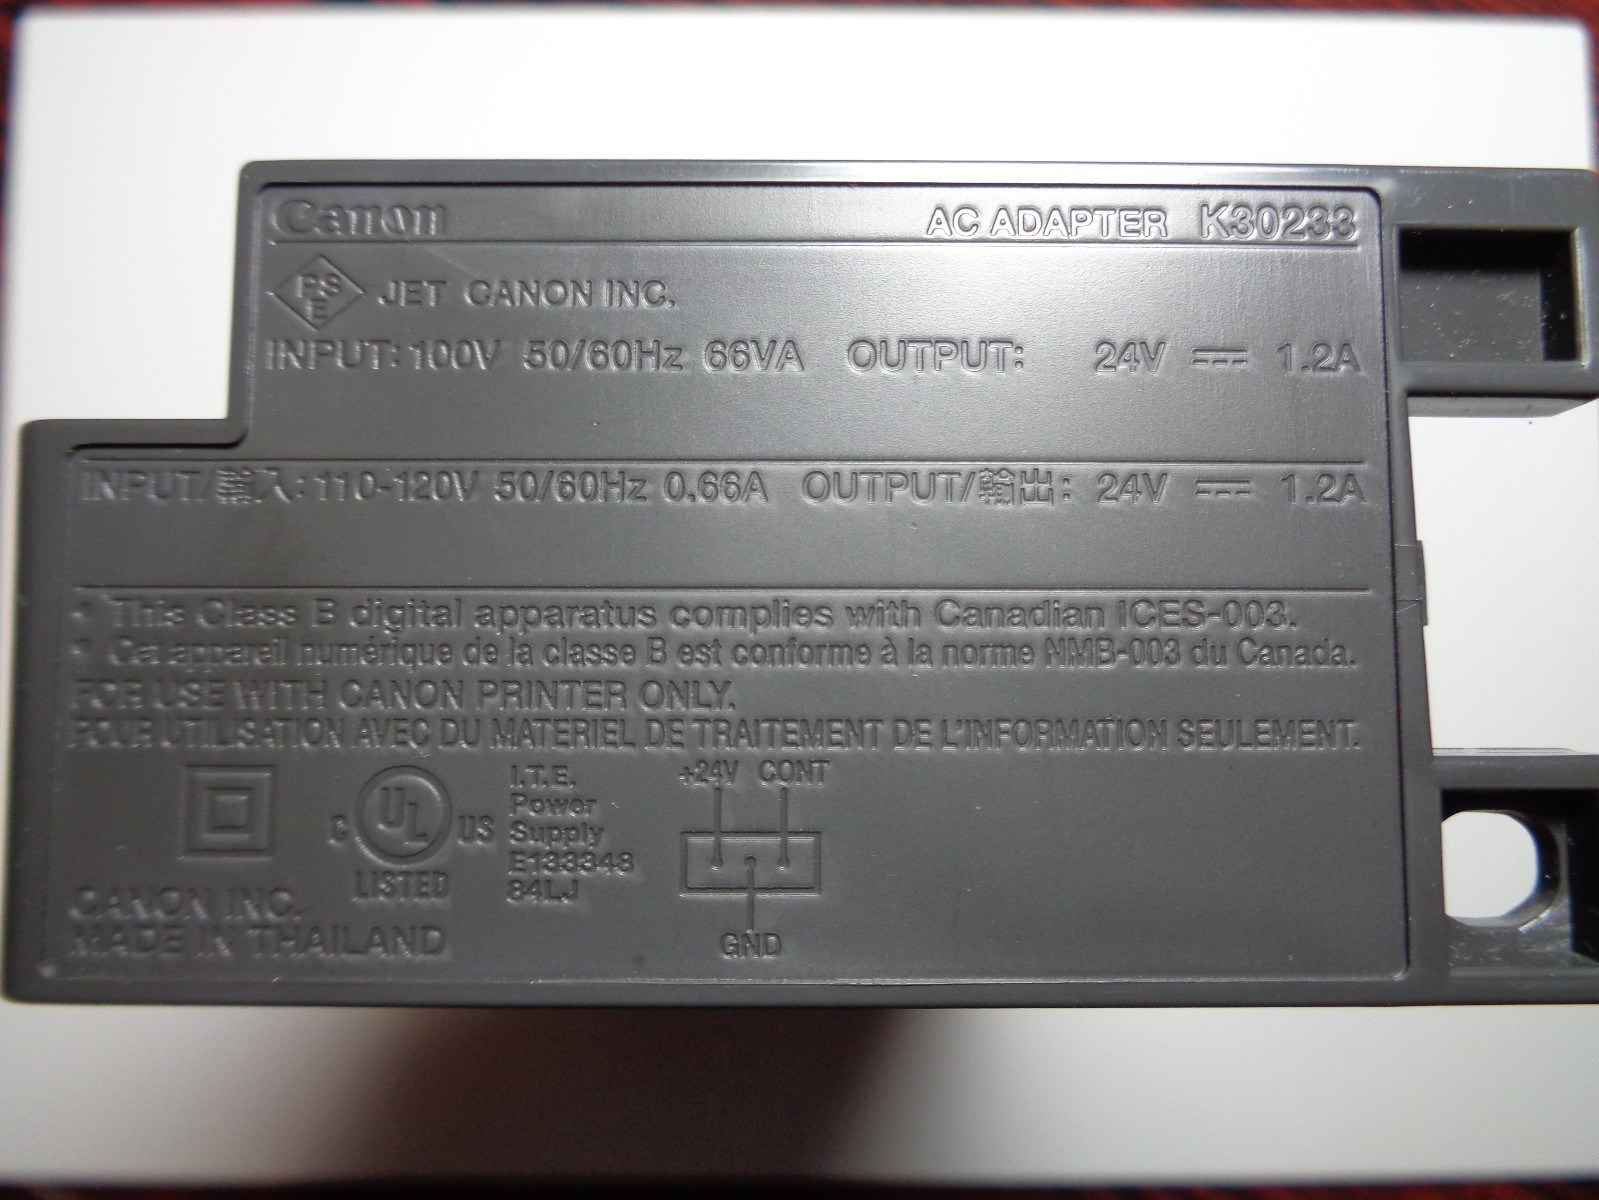 Canon AC ADAPTER K30233
PS E JET CANON INC.
INPUT: 100V 50/60Hz 66VA OUTPUT: 24V ⎓ 1.2A
INPUT/輸入: 110-120V 50/60Hz 0.66A OUTPUT/輸出: 24V ⎓ 1.2A
• This Class B digital apparatus complies with Canadian ICES-003.
• Cet appareil numérique de la classe B est conforme à la norme NMB-003 du Canada.
FOR USE WITH CANON PRINTER ONLY.
POUR UTILISATION AVEC DU MATERIEL DE TRAITEMENT DE L'INFORMATION SEULEMENT.
C UL US
LISTED
I.T.E.
Power
Supply
E133348
84LJ
+24V CONT
GND
CANON INC.
MADE IN THAILAND